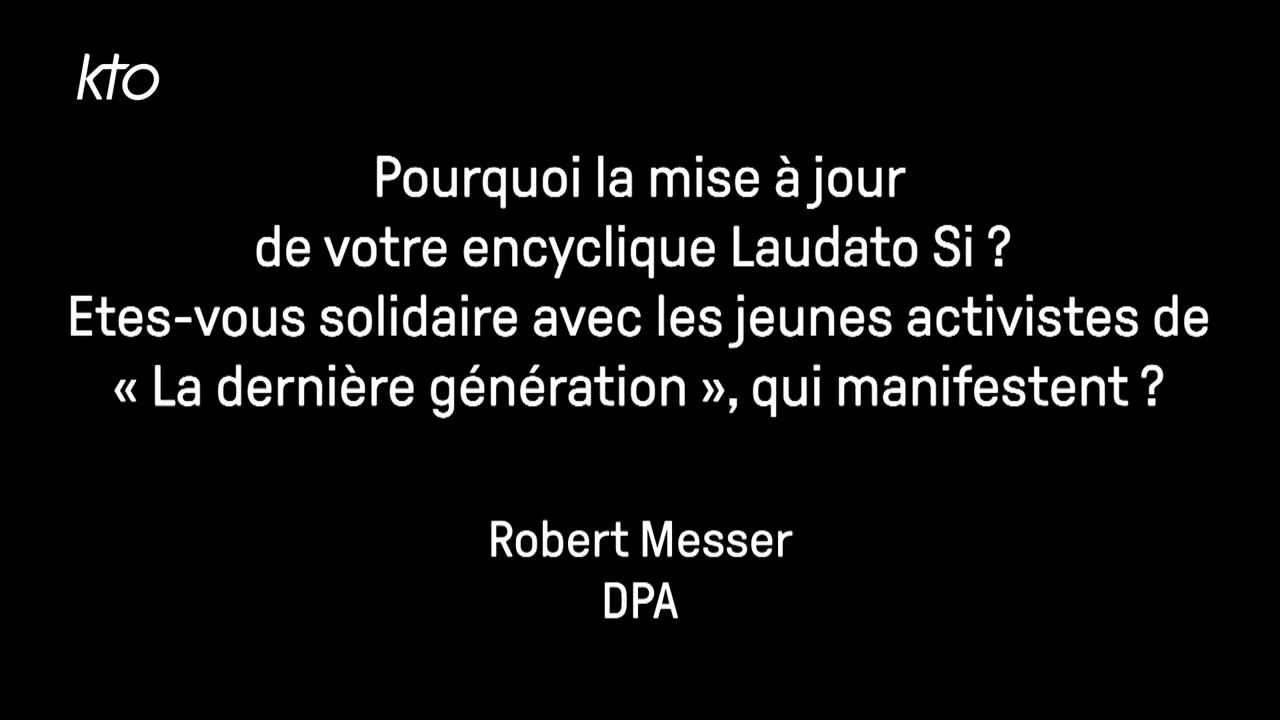 kto
Pourquoi la mise à jour
de votre encyclique Laudato Si ?
Etes-vous solidaire avec les jeunes activistes de
« La dernière génération », qui manifestent ?
Robert Messer
DPA